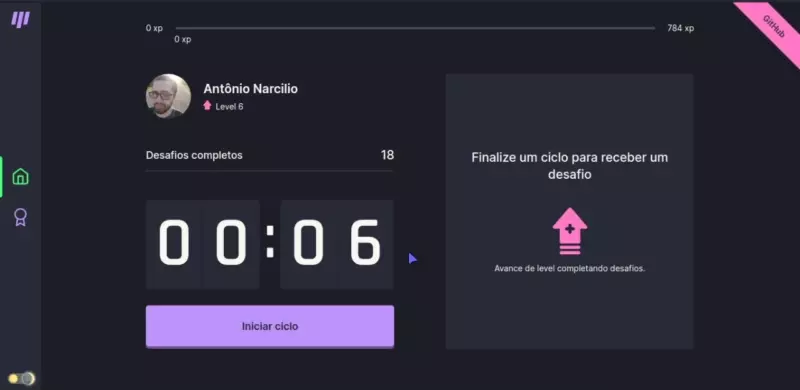 0 xp
784 xp
0 xp
GitHub
Antônio Narcilio
Level 6
Desafios completos
18
00:06
Iniciar ciclo
Finalize um ciclo para receber um
desafio
Avance de level completando desafios.